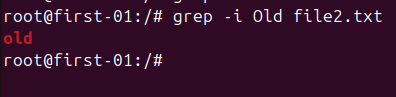 root@first-01:/# grep -i Old file2.txt
old
root@first-01:/#